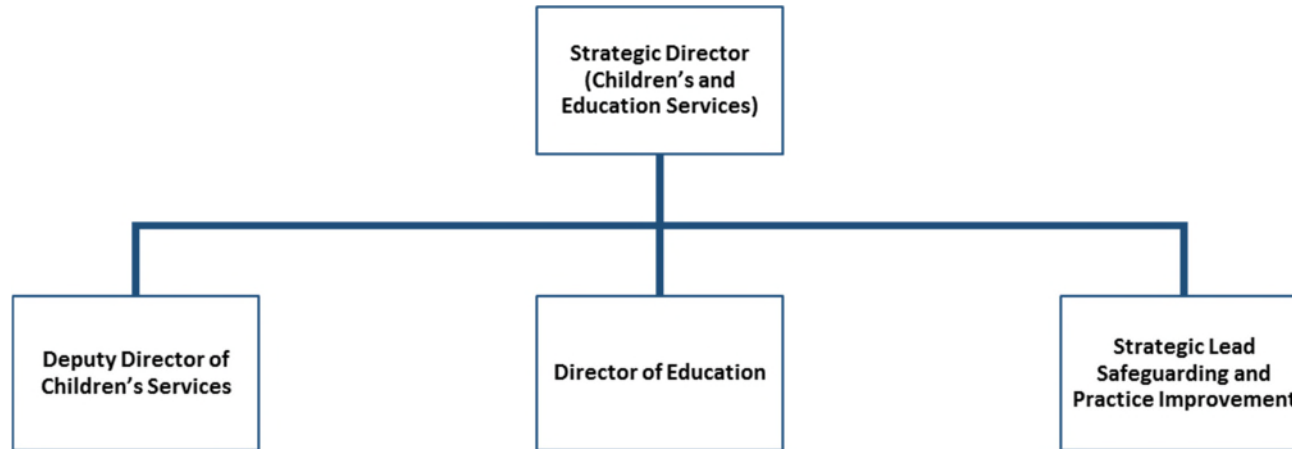 Strategic Director
(Children’s and
Education Services)
Deputy Director of
Children’s Services
Director of Education
Strategic Lead
Safeguarding and
Practice Improvement